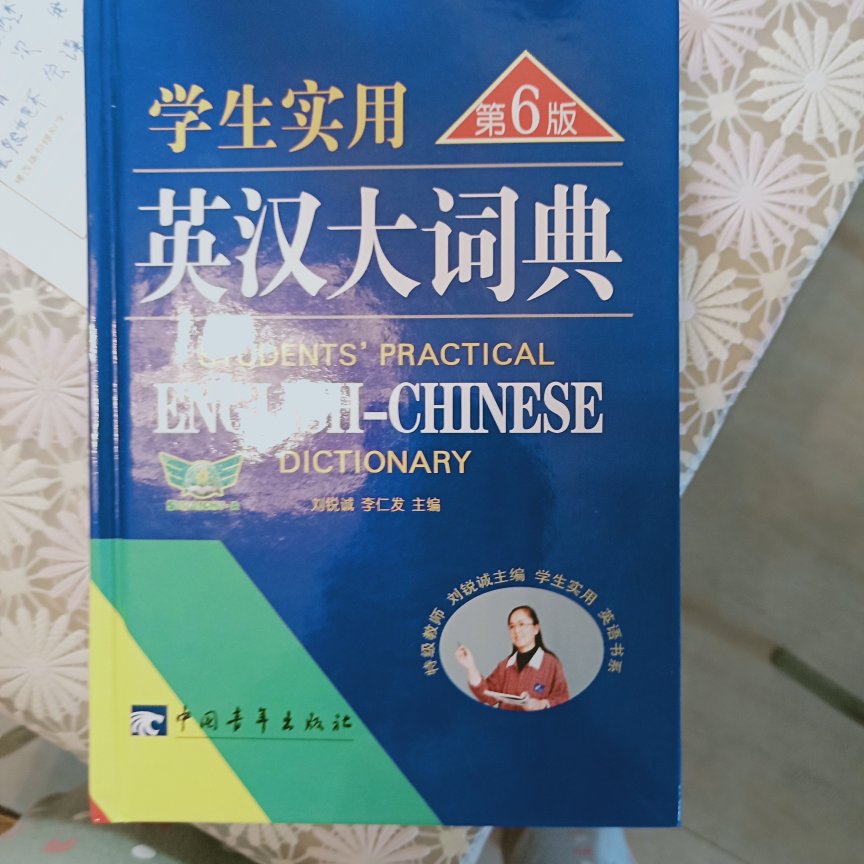 学生实用
第6版
英汉大词典
STUDENTS' PRACTICAL
ENGLISH-CHINESE
DICTIONARY
刘锐诚 李仁发 主编
特级教师 刘锐诚主编 学生实用 英语书系
中国青年出版社